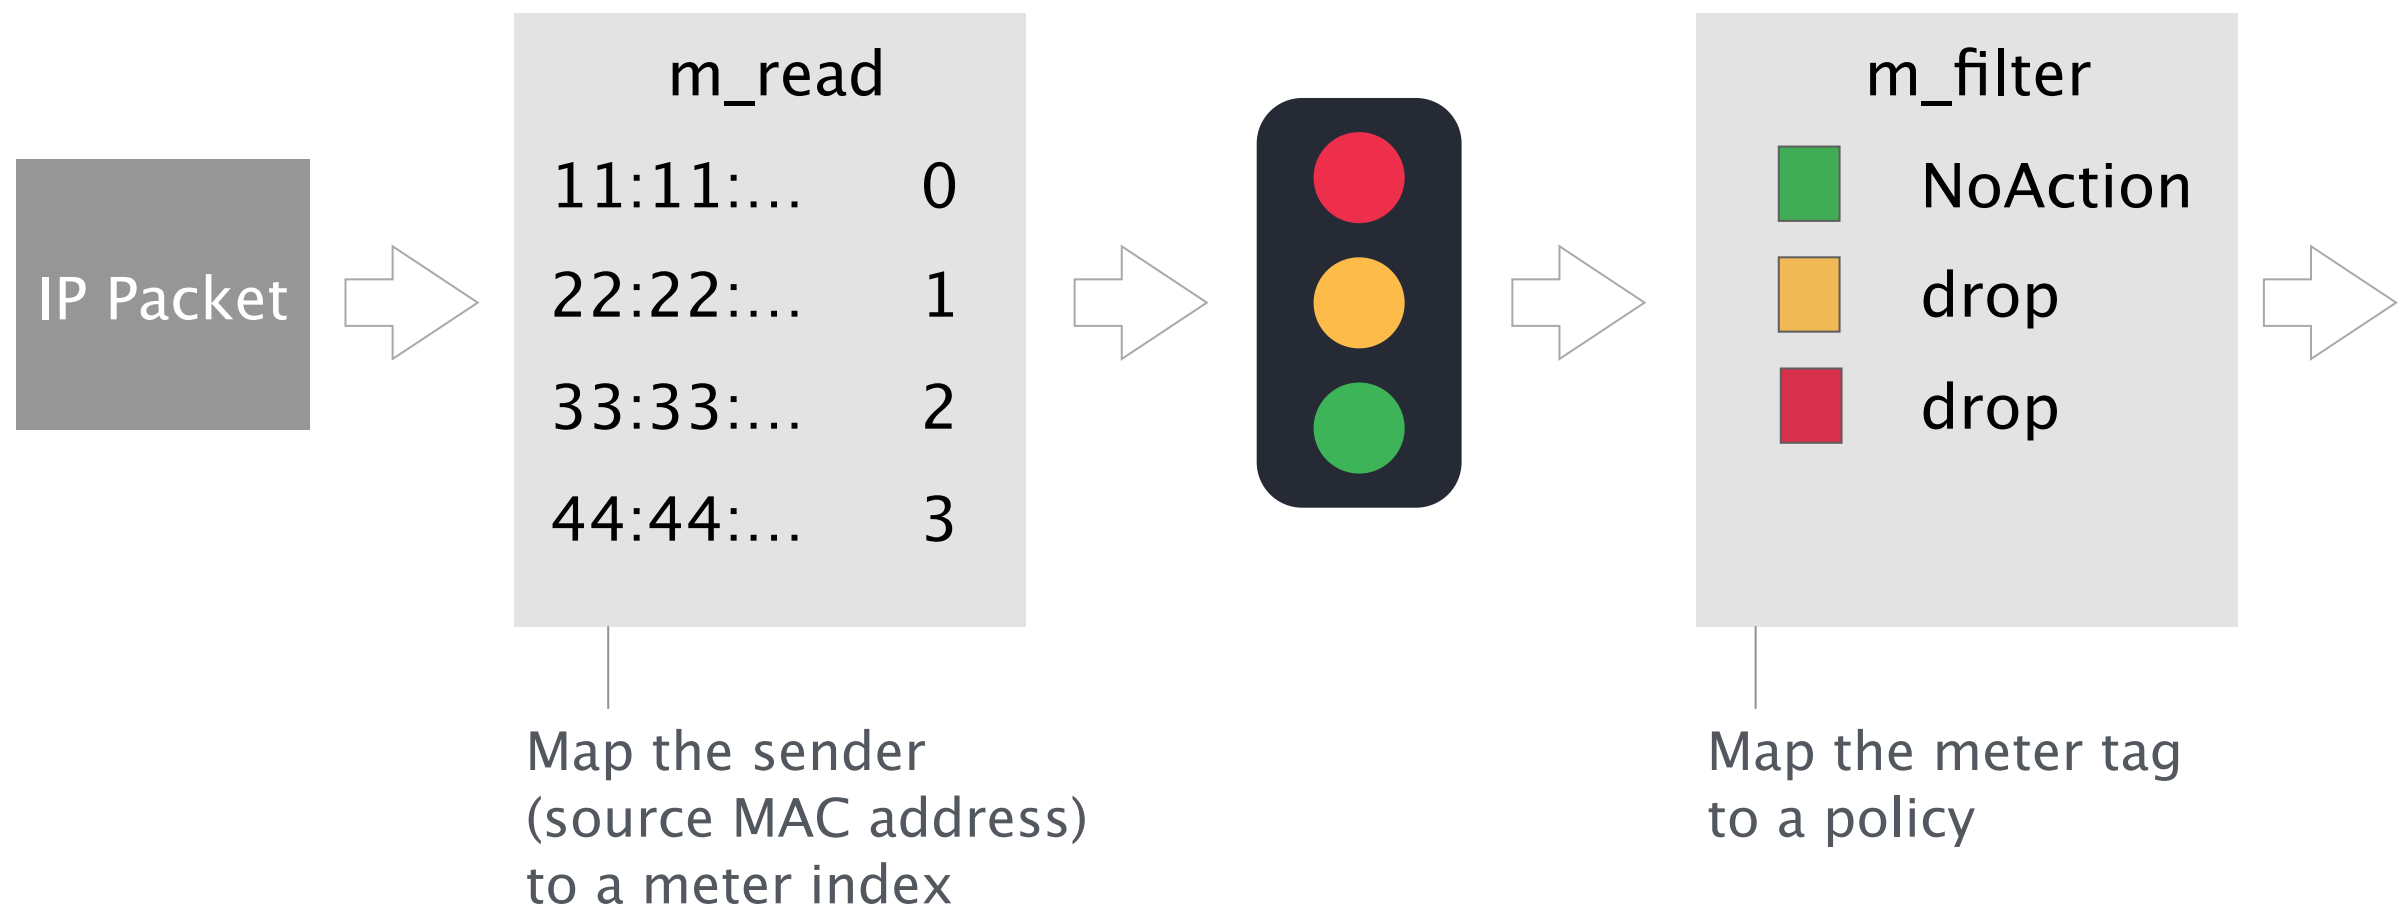 IP Packet
m_read
11:11:... 0
22:22:... 1
33:33:... 2
44:44:... 3
Map the sender
(source MAC address)
to a meter index
m_filter
NoAction
drop
drop
Map the meter tag
to a policy